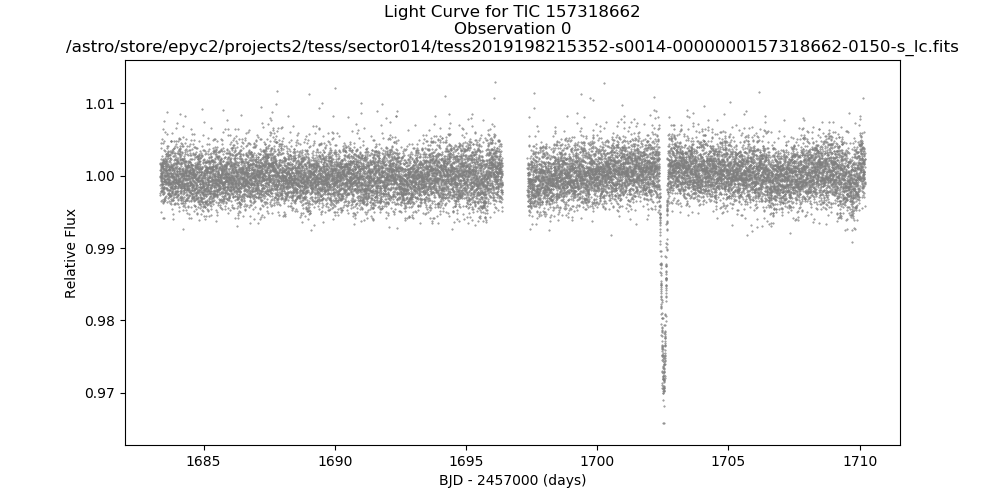 Light Curve for TIC 157318662
Observation 0
/astro/store/epyc2/projects2/tess/sector014/tess2019198215352-s0014-0000000157318662-0150-s_lc.fits
1.01
1.00
0.99
0.98
0.97
Relative Flux
1685 1690 1695 1700 1705 1710
BJD - 2457000 (days)